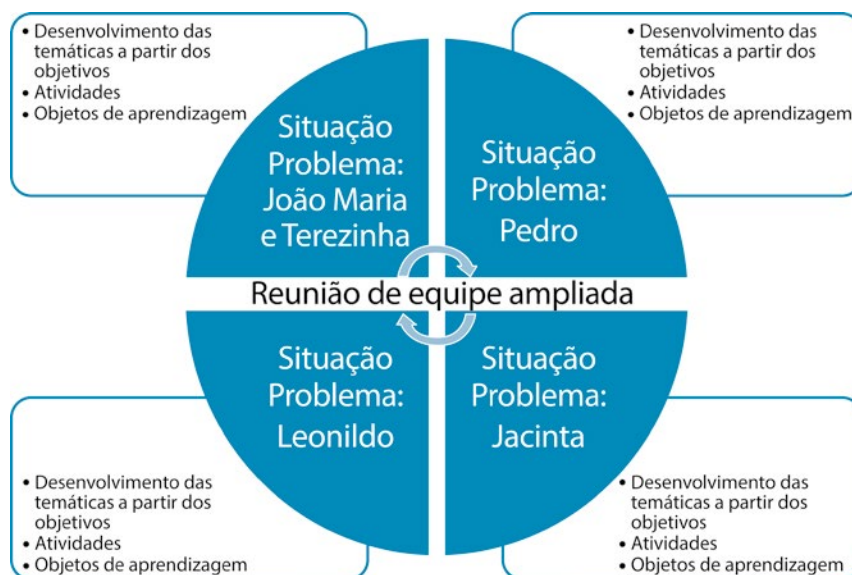 • Desenvolvimento das
temáticas a partir dos
objetivos
• Atividades
• Objetos de aprendizagem
Situação
Problema:
João Maria
e Terezinha
• Desenvolvimento das
temáticas a partir dos
objetivos
• Atividades
• Objetos de aprendizagem
Situação
Problema:
Pedro
Reunião de equipe ampliada
Situação
Problema:
Leonildo
• Desenvolvimento das
temáticas a partir dos
objetivos
• Atividades
• Objetos de aprendizagem
Situação
Problema:
Jacinta
• Desenvolvimento das
temáticas a partir dos
objetivos
• Atividades
• Objetos de aprendizagem